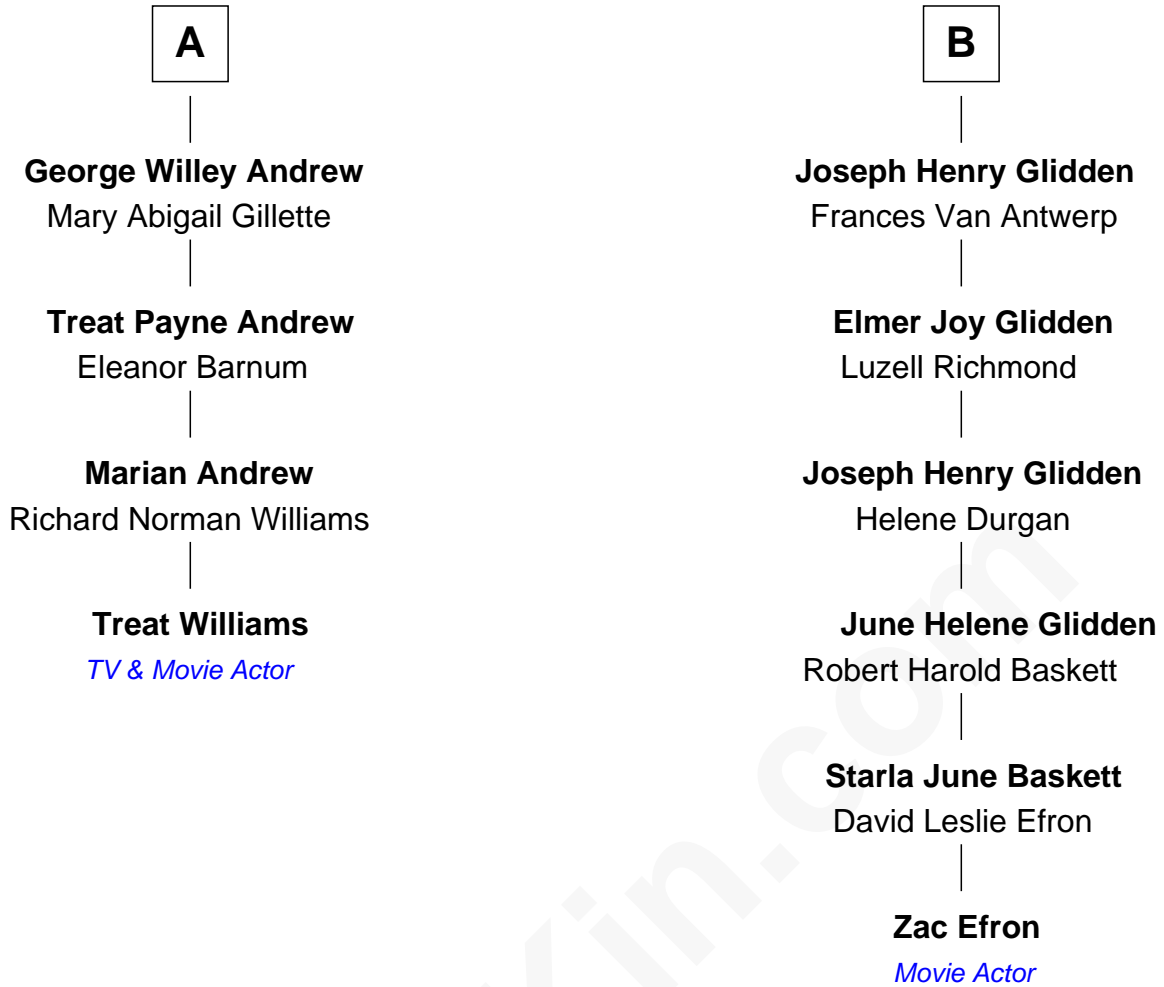 A
George Willey Andrew
Mary Abigail Gillette
Treat Payne Andrew
Eleanor Barnum
Marian Andrew
Richard Norman Williams
Treat Williams
TV & Movie Actor
B
Joseph Henry Glidden
Frances Van Antwerp
Elmer Joy Glidden
Luzell Richmond
Joseph Henry Glidden
Helene Durgan
June Helene Glidden
Robert Harold Baskett
Starla June Baskett
David Leslie Efron
Zac Efron
Movie Actor
Kin.com